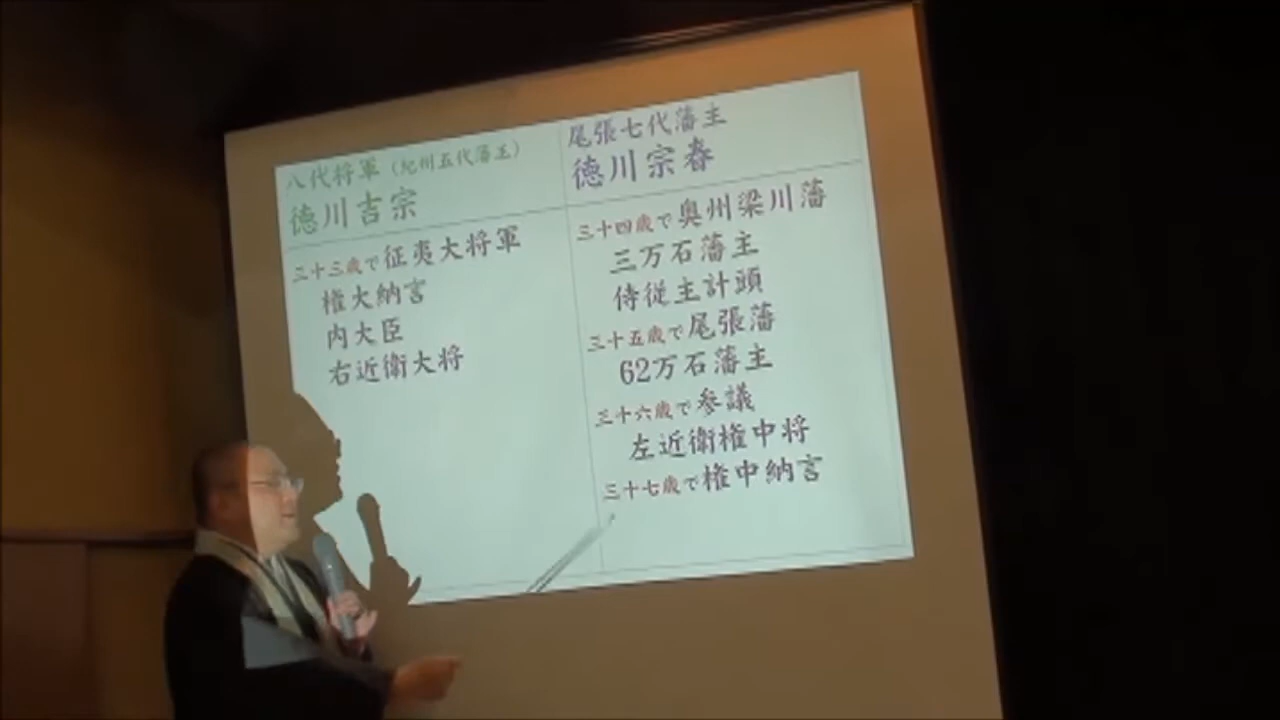 八代将軍（紀州五代藩主）
徳川吉宗
三十三歳で征夷大将軍
権大納言
内大臣
右近衛大将
尾張七代藩主
徳川宗春
三十四歳で奥州梁川藩
三万石藩主
侍従主計頭
三十五歳で尾張藩
62万石藩主
三十六歳で参議
左近衛権中将
三十七歳で権中納言